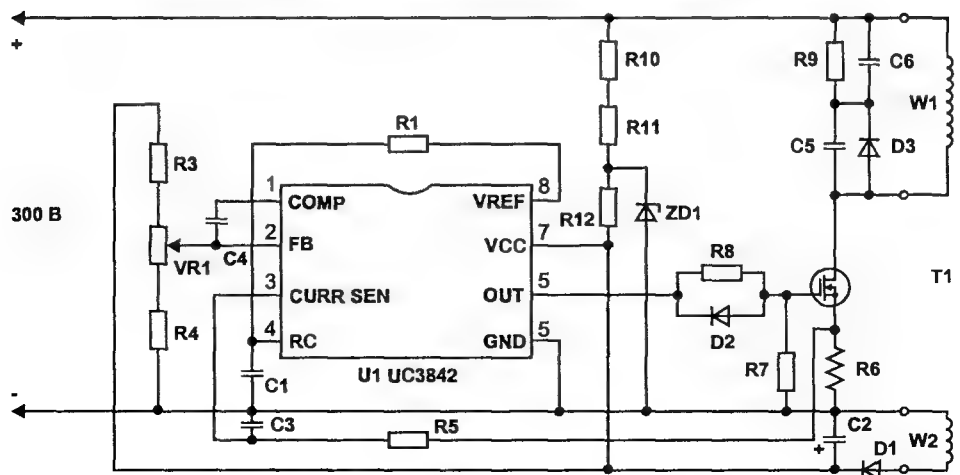 +
R10
R9
C6
W1
R1
R11
R3
C5
D3
1
COMP
VREF
8
300 В
R12
ZD1
2
FB
VCC
7
VR1
C4
R8
3
CURR SEN
OUT
5
T1
R4
4
RC
GND
5
D2
U1 UC3842
R7
R6
C1
-
C3
R5
C2
+
D1
W2